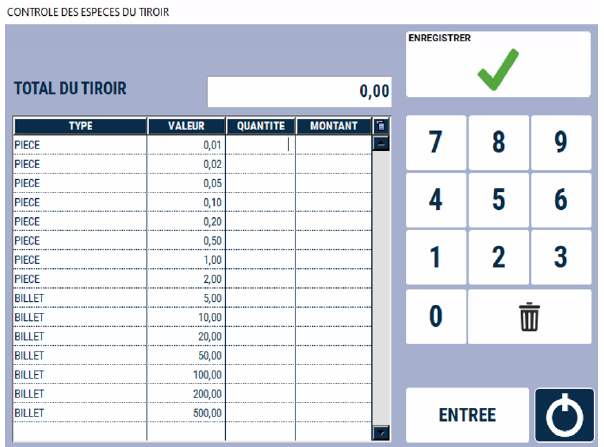 CONTROLE DES ESPECES DU TIROIR
ENREGISTRER
TOTAL DU TIROIR 0,00
TYPE VALEUR QUANTITE MONTANT
PIECE 0,01
PIECE 0,02
PIECE 0,05
PIECE 0,10
PIECE 0,20
PIECE 0,50
PIECE 1,00
PIECE 2,00
BILLET 5,00
BILLET 10,00
BILLET 20,00
BILLET 50,00
BILLET 100,00
BILLET 200,00
BILLET 500,00
7 8 9
4 5 6
1 2 3
0
ENTREE